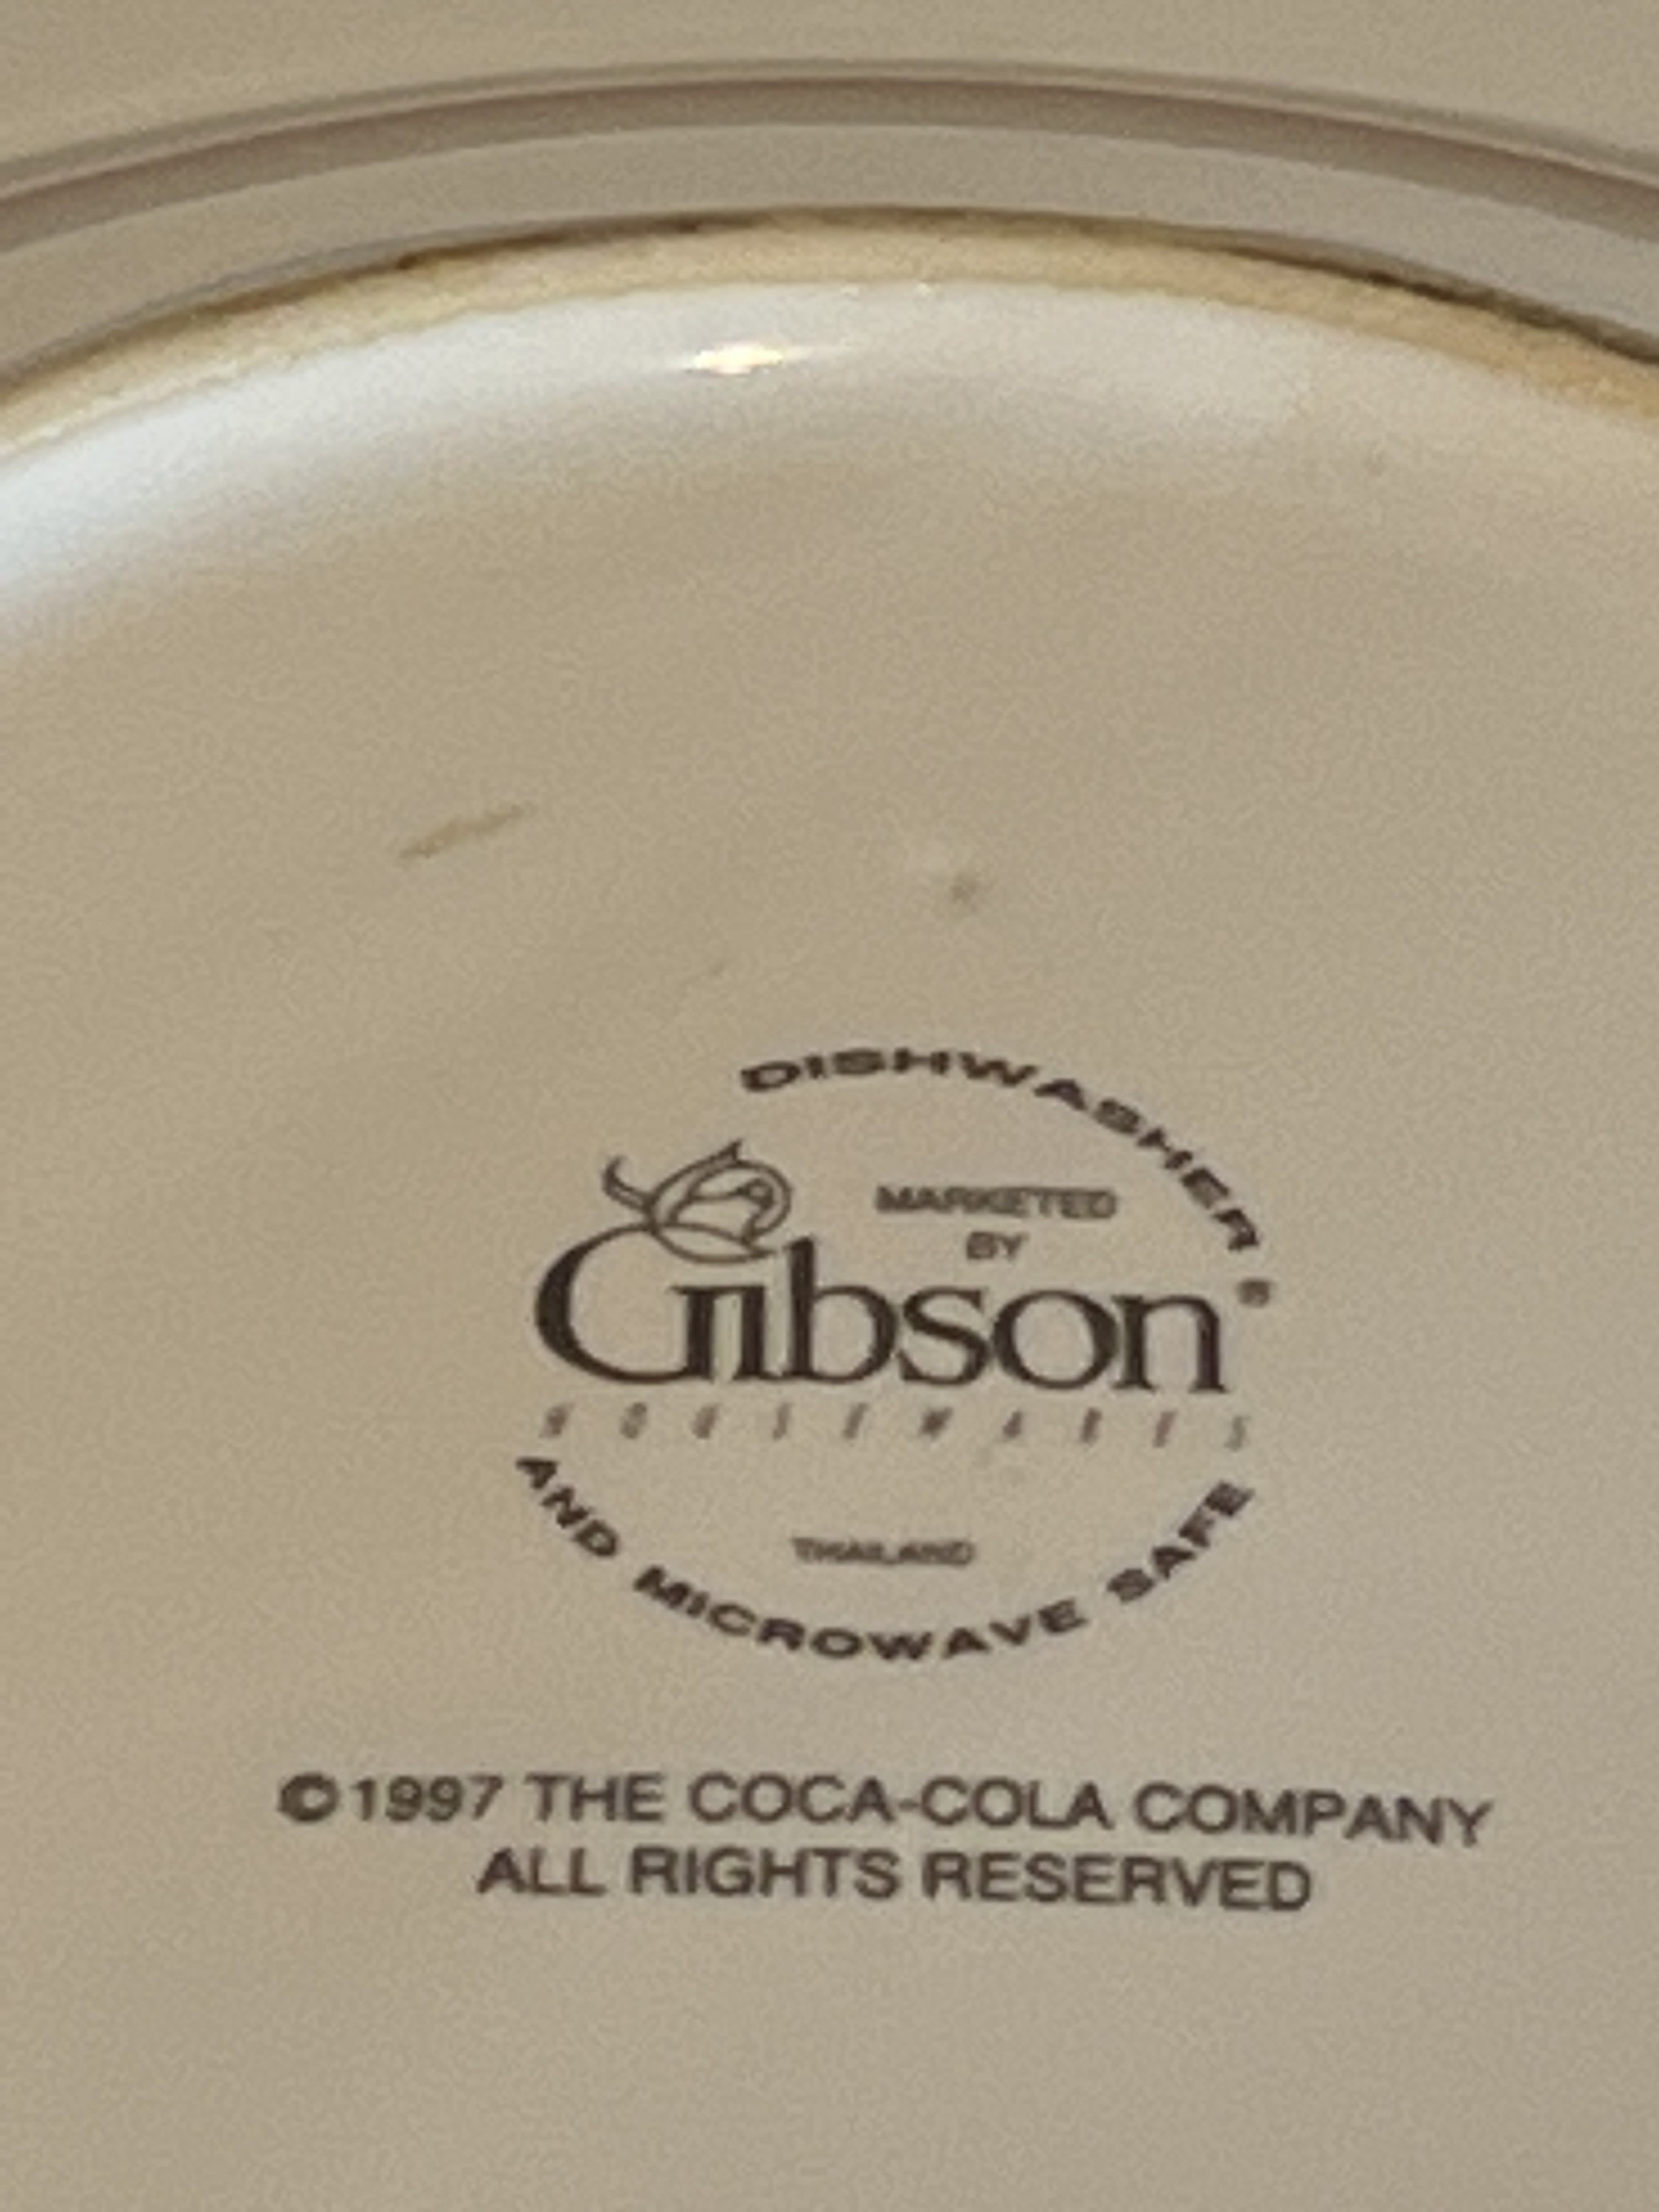 DISHWASHER
MARKETED
BY
Gibson®
HOUSEWARES
THAILAND
AND MICROWAVE SAFE
©1997 THE COCA-COLA COMPANY
ALL RIGHTS RESERVED